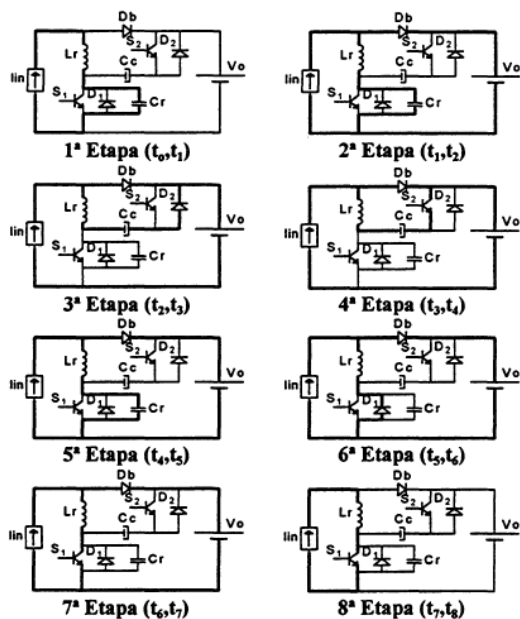 Db
Lr
S2
D2
Cc
Iin
Vo
S1
D1
Cr
1ª Etapa (t₀,t₁)
Db
Lr
S2
D2
Cc
Iin
Vo
S1
D1
Cr
2ª Etapa (t₁,t₂)
Db
Lr
S2
D2
Cc
Iin
Vo
S1
D1
Cr
3ª Etapa (t₂,t₃)
Db
Lr
S2
D2
Cc
Iin
Vo
S1
D1
Cr
4ª Etapa (t₃,t₄)
Db
Lr
S2
D2
Cc
Iin
Vo
S1
D1
Cr
5ª Etapa (t₄,t₅)
Db
Lr
S2
D2
Cc
Iin
Vo
S1
D1
Cr
6ª Etapa (t₅,t₆)
Db
Lr
S2
D2
Cc
Iin
Vo
S1
D1
Cr
7ª Etapa (t₆,t₇)
Db
Lr
S2
D2
Cc
Iin
Vo
S1
D1
Cr
8ª Etapa (t₇,t₈)